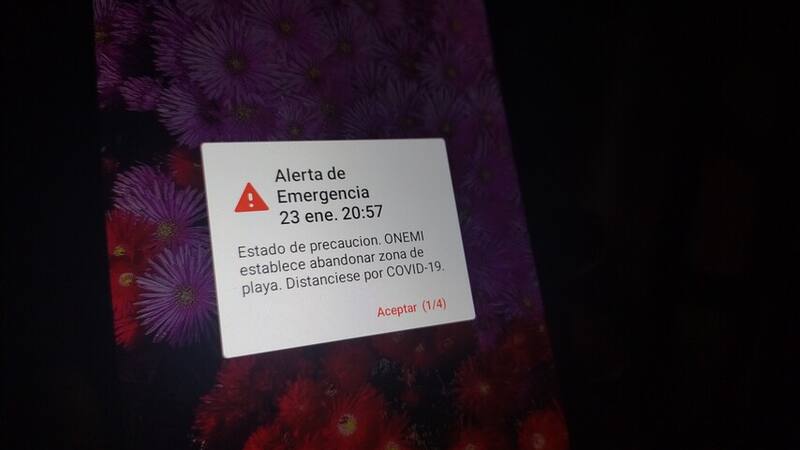 Alerta de
Emergencia
23 ene. 20:57
Estado de precaucion. ONEMI
establece abandonar zona de
playa. Distanciese por COVID-19.
Aceptar (1/4)